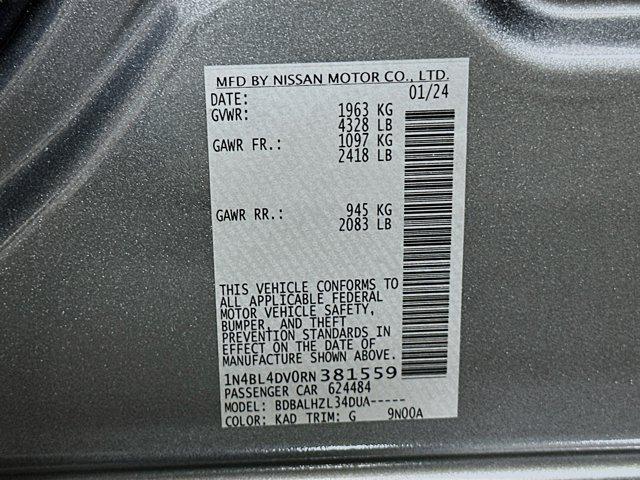 MFD BY NISSAN MOTOR CO., LTD.
DATE: 01/24
GVWR: 1963 KG
4328 LB
GAWR FR.: 1097 KG
2418 LB
GAWR RR.: 945 KG
2083 LB
THIS VEHICLE CONFORMS TO
ALL APPLICABLE FEDERAL
MOTOR VEHICLE SAFETY,
BUMPER, AND THEFT
PREVENTION STANDARDS IN
EFFECT ON THE DATE OF
MANUFACTURE SHOWN ABOVE.
1N4BL4DV0RN381559
PASSENGER CAR 624484
MODEL: BDBALHZL34DUA-----
COLOR: KAD TRIM: G 9N00A